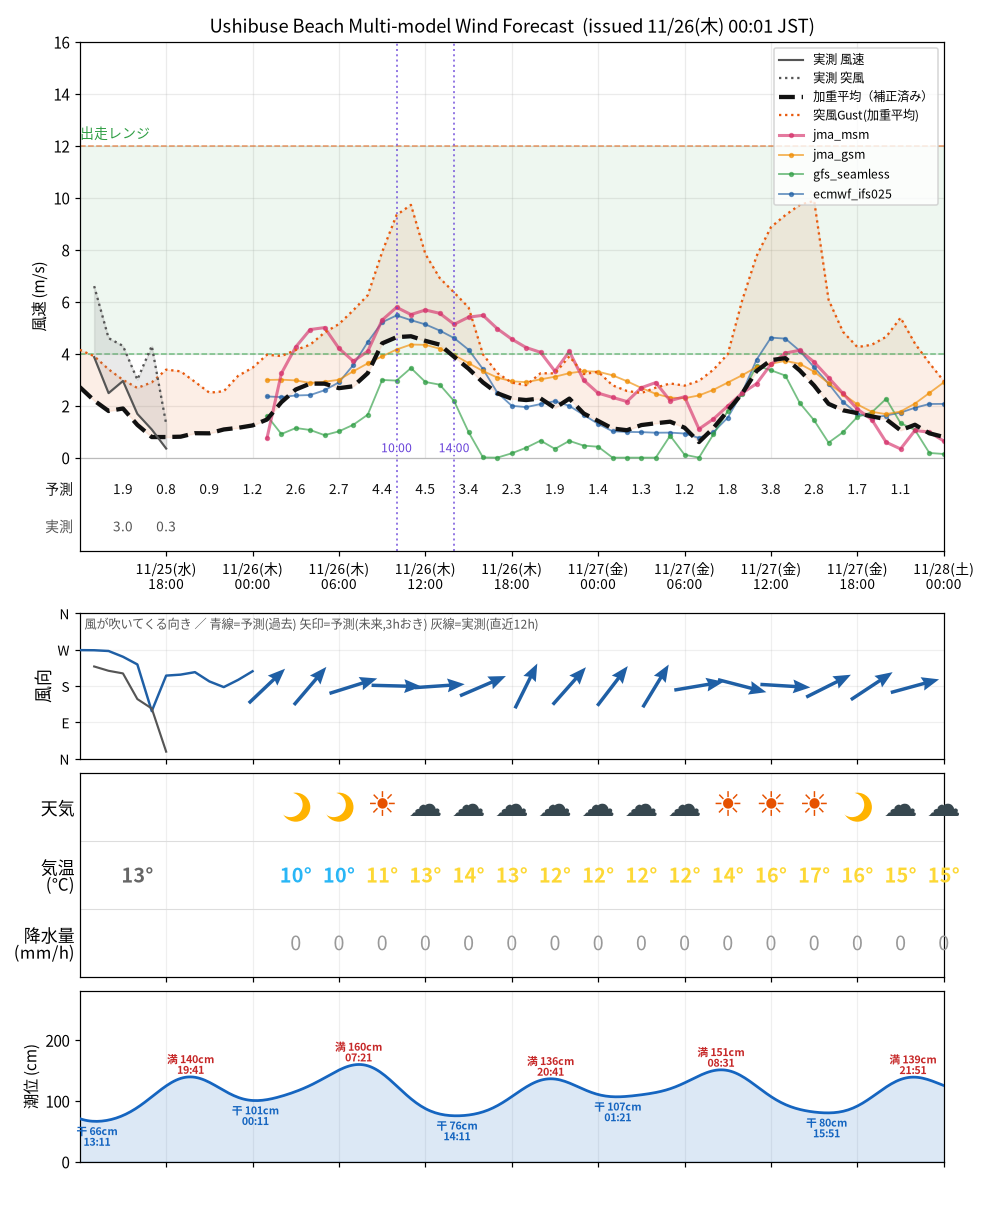 Ushibuse Beach Multi-model Wind Forecast (issued 11/26(木) 00:01 JST)
風速 (m/s)
16
14
12
10
8
6
4
2
0
出走レンジ
実測 風速
実測 突風
加重平均（補正済み）
突風Gust(加重平均)
jma_msm
jma_gsm
gfs_seamless
ecmwf_ifs025
10:00 14:00
予測 1.9 0.8 0.9 1.2 2.6 2.7 4.4 4.5 3.4 2.3 1.9 1.4 1.3 1.2 1.8 3.8 2.8 1.7 1.1
実測 3.0 0.3
11/25(水) 11/26(木) 11/26(木) 11/26(木) 11/26(木) 11/27(金) 11/27(金) 11/27(金) 11/27(金) 11/28(土)
18:00 00:00 06:00 12:00 18:00 00:00 06:00 12:00 18:00 00:00
風向
N
W
S
E
N
風が吹いてくる向き ／ 青線=予測(過去) 矢印=予測(未来,3hおき) 灰線=実測(直近12h)
天気
気温
(°C)
13° 10° 10° 11° 13° 14° 13° 12° 12° 12° 12° 14° 16° 17° 16° 15° 15°
降水量
(mm/h)
0 0 0 0 0 0 0 0 0 0 0 0 0 0 0 0
潮位 (cm)
200
100
0
干 66cm
13:11
満 140cm
19:41
干 101cm
00:11
満 160cm
07:21
干 76cm
14:11
満 136cm
20:41
干 107cm
01:21
満 151cm
08:31
干 80cm
15:51
満 139cm
21:51